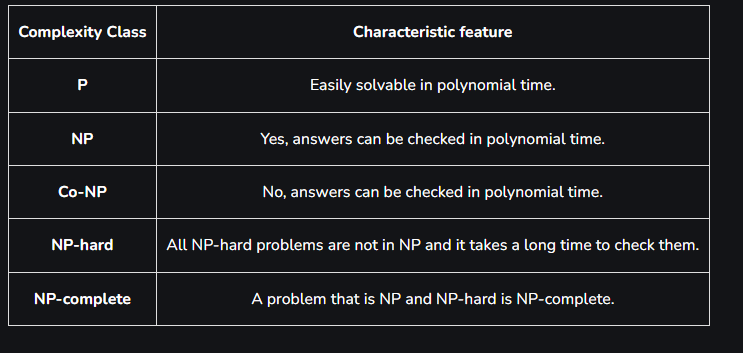 Complexity Class Characteristic feature
P Easily solvable in polynomial time.
NP Yes, answers can be checked in polynomial time.
Co-NP No, answers can be checked in polynomial time.
NP-hard All NP-hard problems are not in NP and it takes a long time to check them.
NP-complete A problem that is NP and NP-hard is NP-complete.